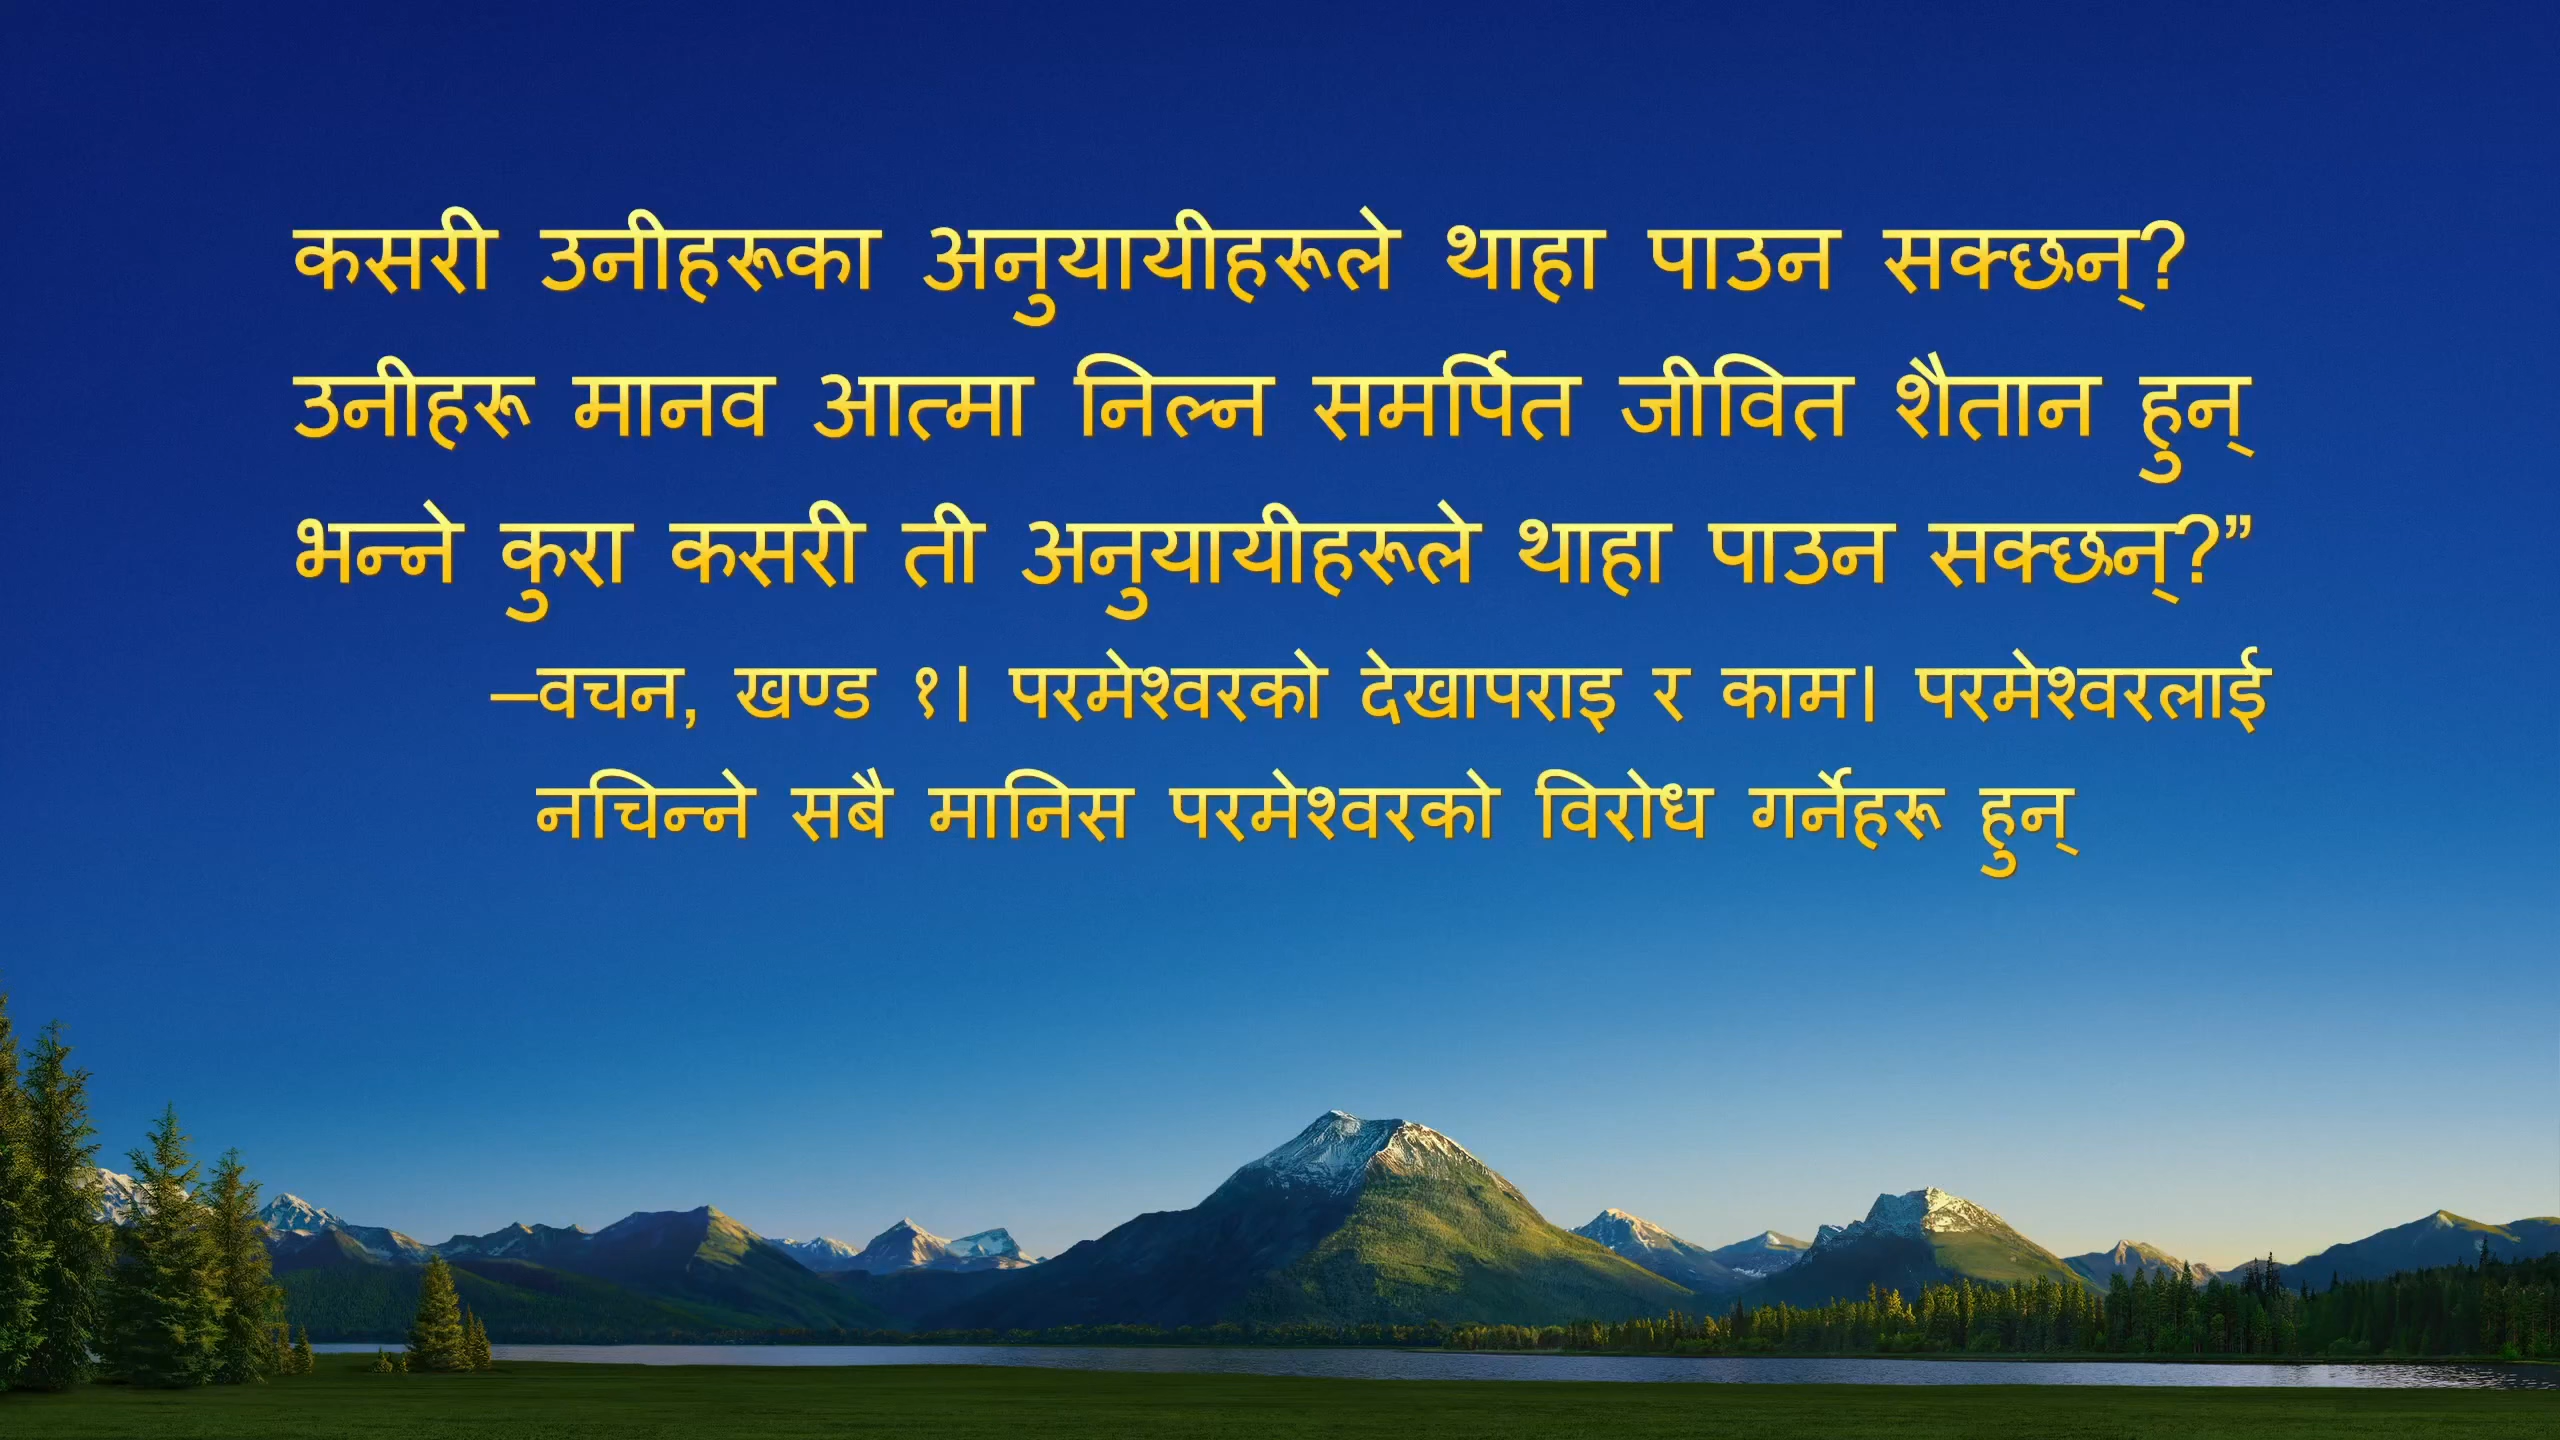 कसरी उनीहरूका अनुयायीहरूले थाहा पाउन सक्छन्?
उनीहरू मानव आत्मा निल्न समर्पित जीवित शैतान हुन्
भन्ने कुरा कसरी ती अनुयायीहरूले थाहा पाउन सक्छन्?”
—वचन, खण्ड १। परमेश्वरको देखापराइ र काम। परमेश्वरलाई
नचिन्ने सबै मानिस परमेश्वरको विरोध गर्नेहरू हुन्